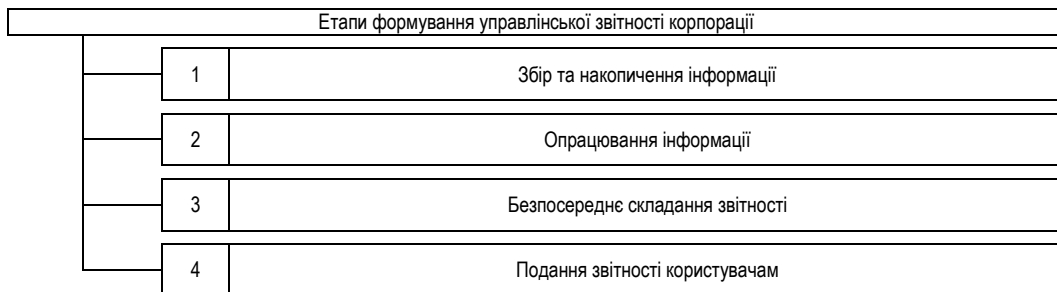 Етапи формування управлінської звітності корпорації
1 Збір та накопичення інформації
2 Опрацювання інформації
3 Безпосереднє складання звітності
4 Подання звітності користувачам